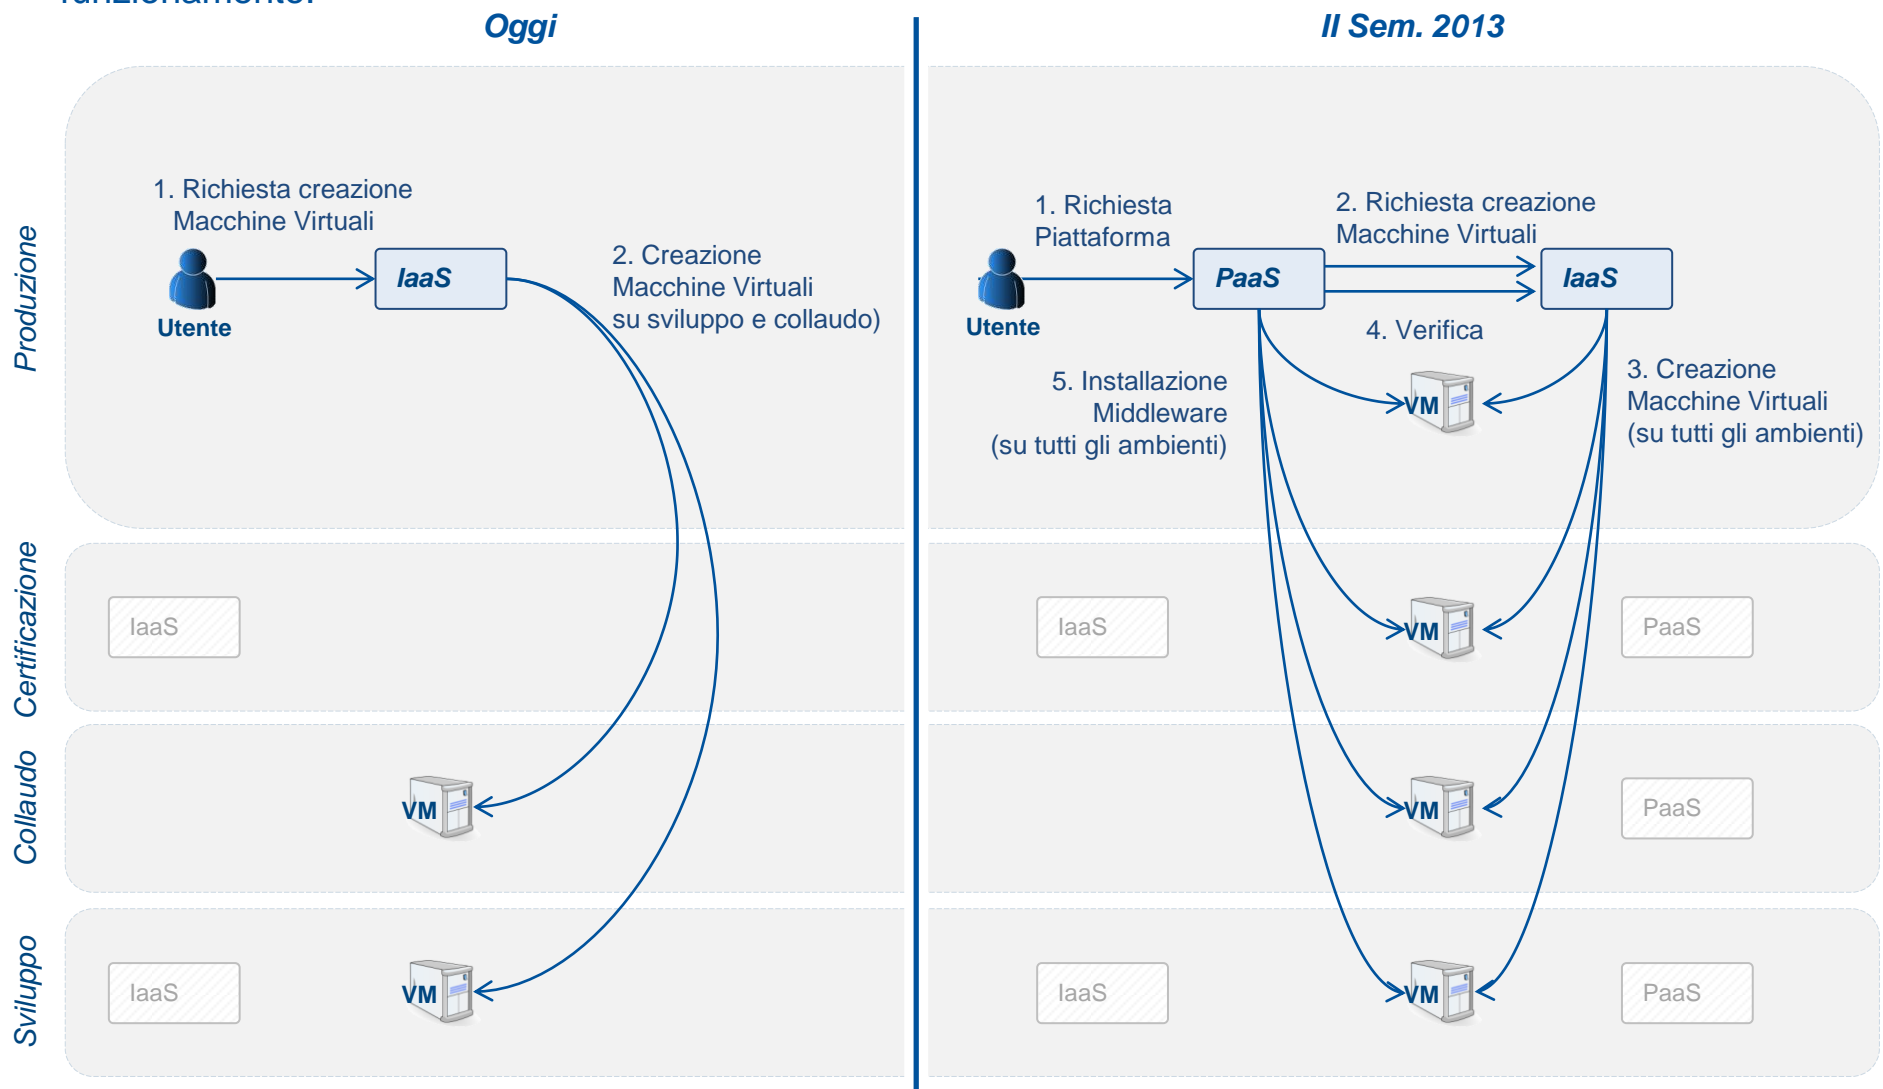 funzionamento.
Oggi
II Sem. 2013
Produzione
1. Richiesta creazione
Macchine Virtuali
Utente
IaaS
2. Creazione
Macchine Virtuali
su sviluppo e collaudo)
1. Richiesta
Piattaforma
Utente
PaaS
2. Richiesta creazione
Macchine Virtuali
IaaS
4. Verifica
VM
5. Installazione
Middleware
(su tutti gli ambienti)
3. Creazione
Macchine Virtuali
(su tutti gli ambienti)
Certificazione
IaaS
IaaS
VM
PaaS
Collaudo
VM
VM
PaaS
Sviluppo
IaaS
VM
IaaS
VM
PaaS